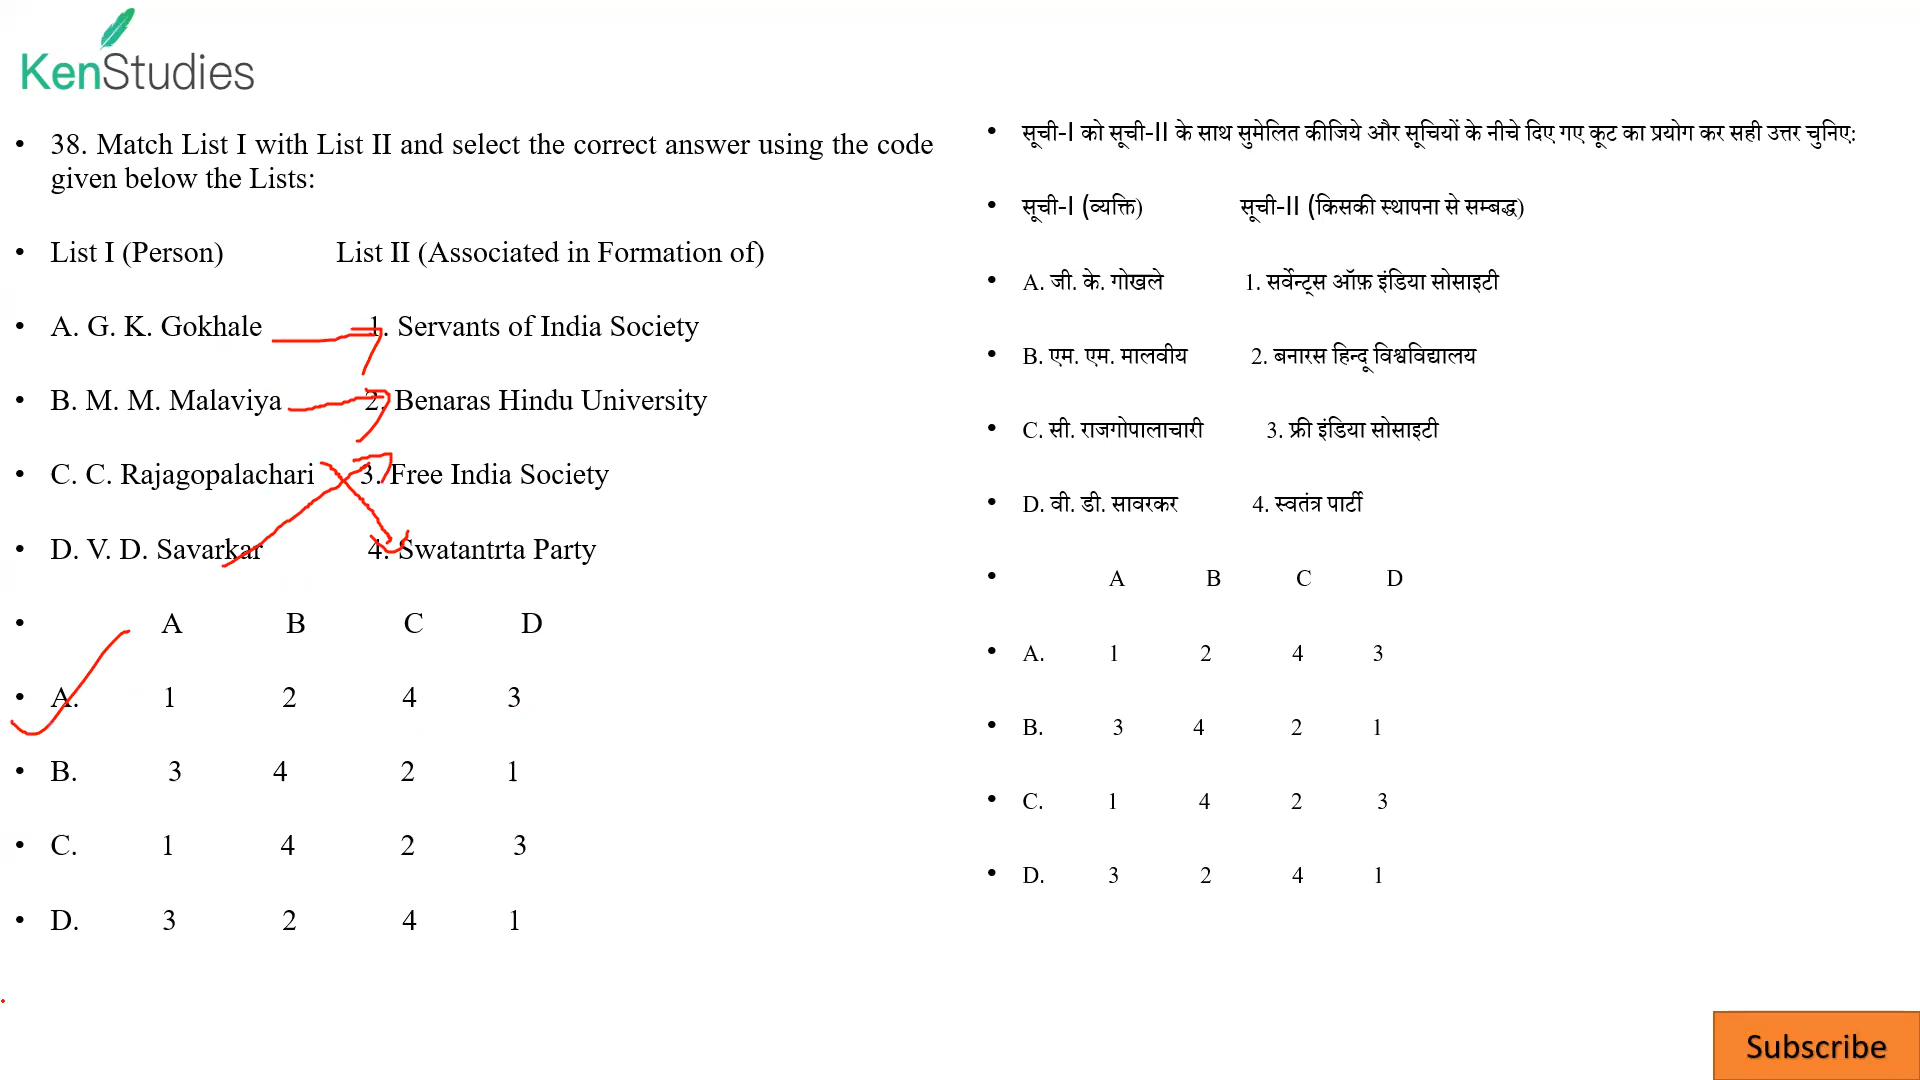 KenStudies
• 38. Match List I with List II and select the correct answer using the code
given below the Lists:
• List I (Person) List II (Associated in Formation of)
• A. G. K. Gokhale 1. Servants of India Society
• B. M. M. Malaviya 2. Benaras Hindu University
• C. C. Rajagopalachari 3. Free India Society
• D. V. D. Savarkar 4. Swatantrta Party
• A B C D
• A. 1 2 4 3
• B. 3 4 2 1
• C. 1 4 2 3
• D. 3 2 4 1
• सूची-I को सूची-II के साथ सुमेलित कीजिये और सूचियों के नीचे दिए गए कूट का प्रयोग कर सही उत्तर चुनिए:
• सूची-I (व्यक्ति) सूची-II (किसकी स्थापना से सम्बद्ध)
• A. जी. के. गोखले 1. सर्वेन्ट्स ऑफ़ इंडिया सोसाइटी
• B. एम. एम. मालवीय 2. बनारस हिन्दू विश्वविद्यालय
• C. सी. राजगोपालाचारी 3. फ्री इंडिया सोसाइटी
• D. वी. डी. सावरकर 4. स्वतंत्र पार्टी
• A B C D
• A. 1 2 4 3
• B. 3 4 2 1
• C. 1 4 2 3
• D. 3 2 4 1
Subscribe